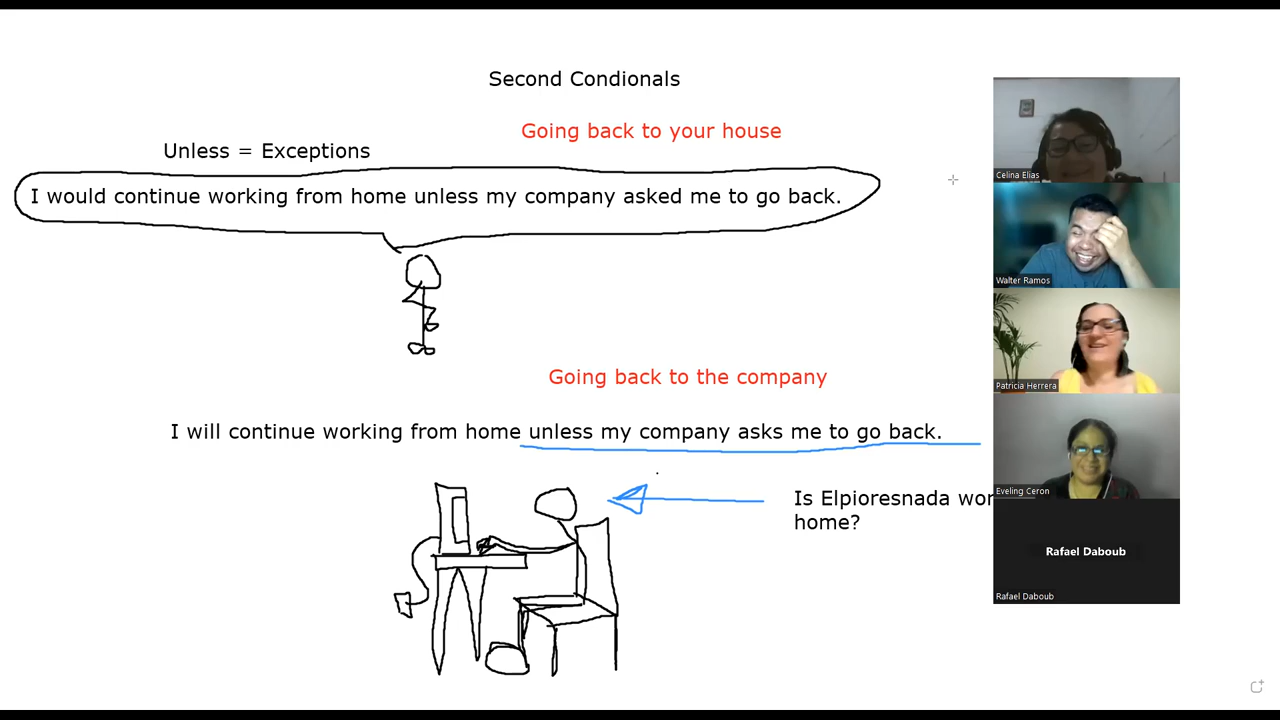 Second Condionals
Going back to your house
Unless = Exceptions
I would continue working from home unless my company asked me to go back.
Going back to the company
I will continue working from home unless my company asks me to go back.
Is Elpioresnada
home?
Celina Elias
Walter Ramos
Patricia Herrera
Eveling Ceron
Rafael Daboub
Rafael Daboub